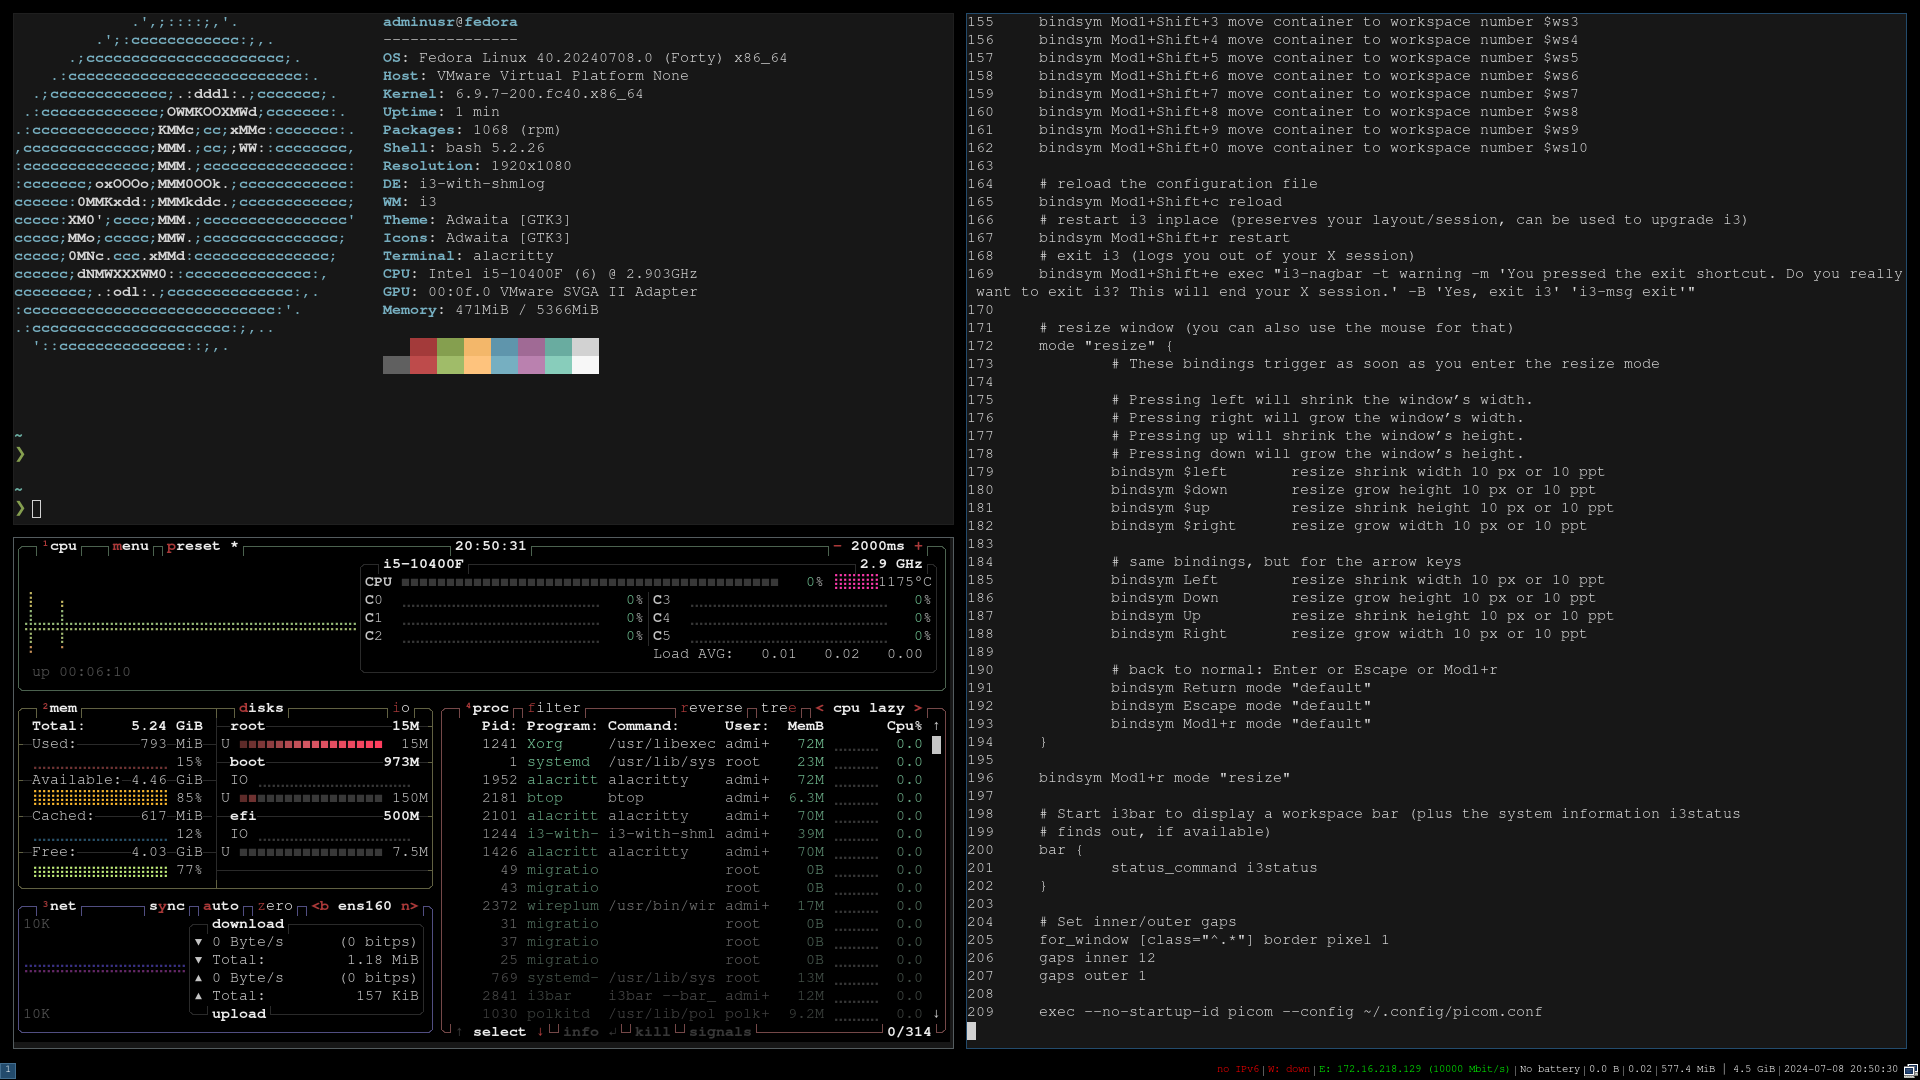 .',;::::;,'.
.';:cccccccccccc:;,.
.;cccccccccccccccccccccc;.
.:cccccccccccccccccccccccccc:.
.;ccccccccccccc;.:dddl:.;ccccccc;.
.:ccccccccccccc;OWMKOOXMWd;ccccccc:.
.:ccccccccccccc;KMMc;cc;xMMc:ccccccc:.
,cccccccccccccc;MMM.;cc;;WW::cccccccc,
:cccccccccccccc;MMM.;cccccccccccccccc:
:ccccccc;oxOOOo;MMM0OOk.;cccccccccccc:
cccccc:0MMKxdd:;MMMkddc.;cccccccccccc;
ccccc:XM0';cccc;MMM.;cccccccccccccccc'
ccccc;MMo;ccccc;MMW.;ccccccccccccccc;
ccccc;0MNc.ccc.xMMd:ccccccccccccccc;
cccccc;dNMWXXXWM0::cccccccccccccc:,
cccccccc;.:odl:.;cccccccccccccc:,.
:cccccccccccccccccccccccccccc:'.
.:cccccccccccccccccccccc:;,..
'::cccccccccccccc::;,.
adminusr@fedora
---------------
OS: Fedora Linux 40.20240708.0 (Forty) x86_64
Host: VMware Virtual Platform None
Kernel: 6.9.7-200.fc40.x86_64
Uptime: 1 min
Packages: 1068 (rpm)
Shell: bash 5.2.26
Resolution: 1920x1080
DE: i3-with-shmlog
WM: i3
Theme: Adwaita [GTK3]
Icons: Adwaita [GTK3]
Terminal: alacritty
CPU: Intel i5-10400F (6) @ 2.903GHz
GPU: 00:0f.0 VMware SVGA II Adapter
Memory: 471MiB / 5366MiB
~
❯
~
❯
¹cpu menu preset * 20:50:31 - 2000ms +
i5-10400F 2.9 GHz
CPU 0% 1175°C
C0 0% C3 0%
C1 0% C4 0%
C2 0% C5 0%
Load AVG: 0.01 0.02 0.00
up 00:06:10
²mem disks io
Total: 5.24 GiB root 15M
Used: 793 MiB U 15M
15% boot 973M
Available: 4.46 GiB IO
85% U 150M
Cached: 617 MiB efi 500M
12% IO
Free: 4.03 GiB U 7.5M
77%
³net sync auto zero <b ens160 n>
10K download
▼ 0 Byte/s (0 bitps)
▼ Total: 1.18 MiB
▲ 0 Byte/s (0 bitps)
▲ Total: 157 KiB
10K upload
⁴proc filter reverse tree < cpu lazy >
Pid: Program: Command: User: MemB Cpu% ↑
1241 Xorg /usr/libexec admi+ 72M 0.0
1 systemd /usr/lib/sys root 23M 0.0
1952 alacritt alacritty admi+ 72M 0.0
2181 btop btop admi+ 6.3M 0.0
2101 alacritt alacritty admi+ 70M 0.0
1244 i3-with- i3-with-shml admi+ 39M 0.0
1426 alacritt alacritty admi+ 70M 0.0
49 migratio root 0B 0.0
43 migratio root 0B 0.0
2372 wireplum /usr/bin/wir admi+ 17M 0.0
31 migratio root 0B 0.0
37 migratio root 0B 0.0
25 migratio root 0B 0.0
769 systemd- /usr/lib/sys root 13M 0.0
2841 i3bar i3bar --bar_ admi+ 12M 0.0
1030 polkitd /usr/lib/pol polk+ 9.2M 0.0 ↓
↑ select ↓ info ↲ kill signals 0/314
155 bindsym Mod1+Shift+3 move container to workspace number $ws3
156 bindsym Mod1+Shift+4 move container to workspace number $ws4
157 bindsym Mod1+Shift+5 move container to workspace number $ws5
158 bindsym Mod1+Shift+6 move container to workspace number $ws6
159 bindsym Mod1+Shift+7 move container to workspace number $ws7
160 bindsym Mod1+Shift+8 move container to workspace number $ws8
161 bindsym Mod1+Shift+9 move container to workspace number $ws9
162 bindsym Mod1+Shift+0 move container to workspace number $ws10
163
164 # reload the configuration file
165 bindsym Mod1+Shift+c reload
166 # restart i3 inplace (preserves your layout/session, can be used to upgrade i3)
167 bindsym Mod1+Shift+r restart
168 # exit i3 (logs you out of your X session)
169 bindsym Mod1+Shift+e exec "i3-nagbar -t warning -m 'You pressed the exit shortcut. Do you really
want to exit i3? This will end your X session.' -B 'Yes, exit i3' 'i3-msg exit'"
170
171 # resize window (you can also use the mouse for that)
172 mode "resize" {
173 # These bindings trigger as soon as you enter the resize mode
174
175 # Pressing left will shrink the window’s width.
176 # Pressing right will grow the window’s width.
177 # Pressing up will shrink the window’s height.
178 # Pressing down will grow the window’s height.
179 bindsym $left resize shrink width 10 px or 10 ppt
180 bindsym $down resize grow height 10 px or 10 ppt
181 bindsym $up resize shrink height 10 px or 10 ppt
182 bindsym $right resize grow width 10 px or 10 ppt
183
184 # same bindings, but for the arrow keys
185 bindsym Left resize shrink width 10 px or 10 ppt
186 bindsym Down resize grow height 10 px or 10 ppt
187 bindsym Up resize shrink height 10 px or 10 ppt
188 bindsym Right resize grow width 10 px or 10 ppt
189
190 # back to normal: Enter or Escape or Mod1+r
191 bindsym Return mode "default"
192 bindsym Escape mode "default"
193 bindsym Mod1+r mode "default"
194 }
195
196 bindsym Mod1+r mode "resize"
197
198 # Start i3bar to display a workspace bar (plus the system information i3status
199 # finds out, if available)
200 bar {
201 status_command i3status
202 }
203
204 # Set inner/outer gaps
205 for_window [class="^.*"] border pixel 1
206 gaps inner 12
207 gaps outer 1
208
209 exec --no-startup-id picom --config ~/.config/picom.conf
1 no IPv6|W: down|E: 172.16.218.129 (10000 Mbit/s)|No battery|0.0 B|0.02|577.4 MiB | 4.5 GiB|2024-07-08 20:50:30